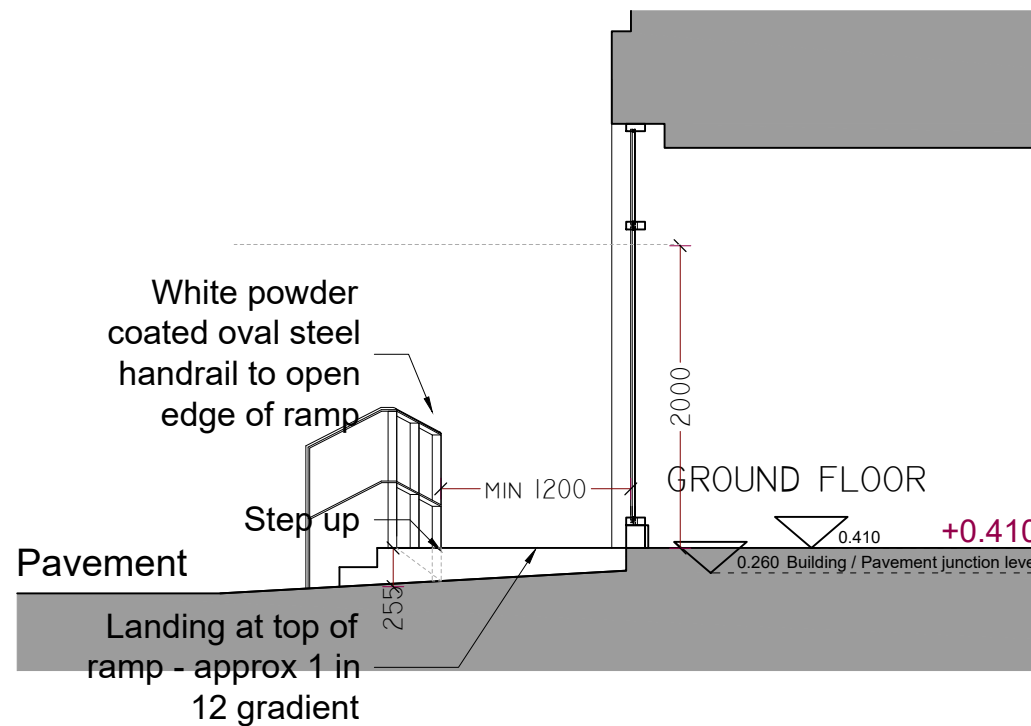 White powder
coated oval steel
handrail to open
edge of ramp
2000
MIN 1200
GROUND FLOOR
Step up
0.410
+0.410
Pavement
0.260 Building / Pavement junction leve
255
Landing at top of
ramp - approx 1 in
12 gradient